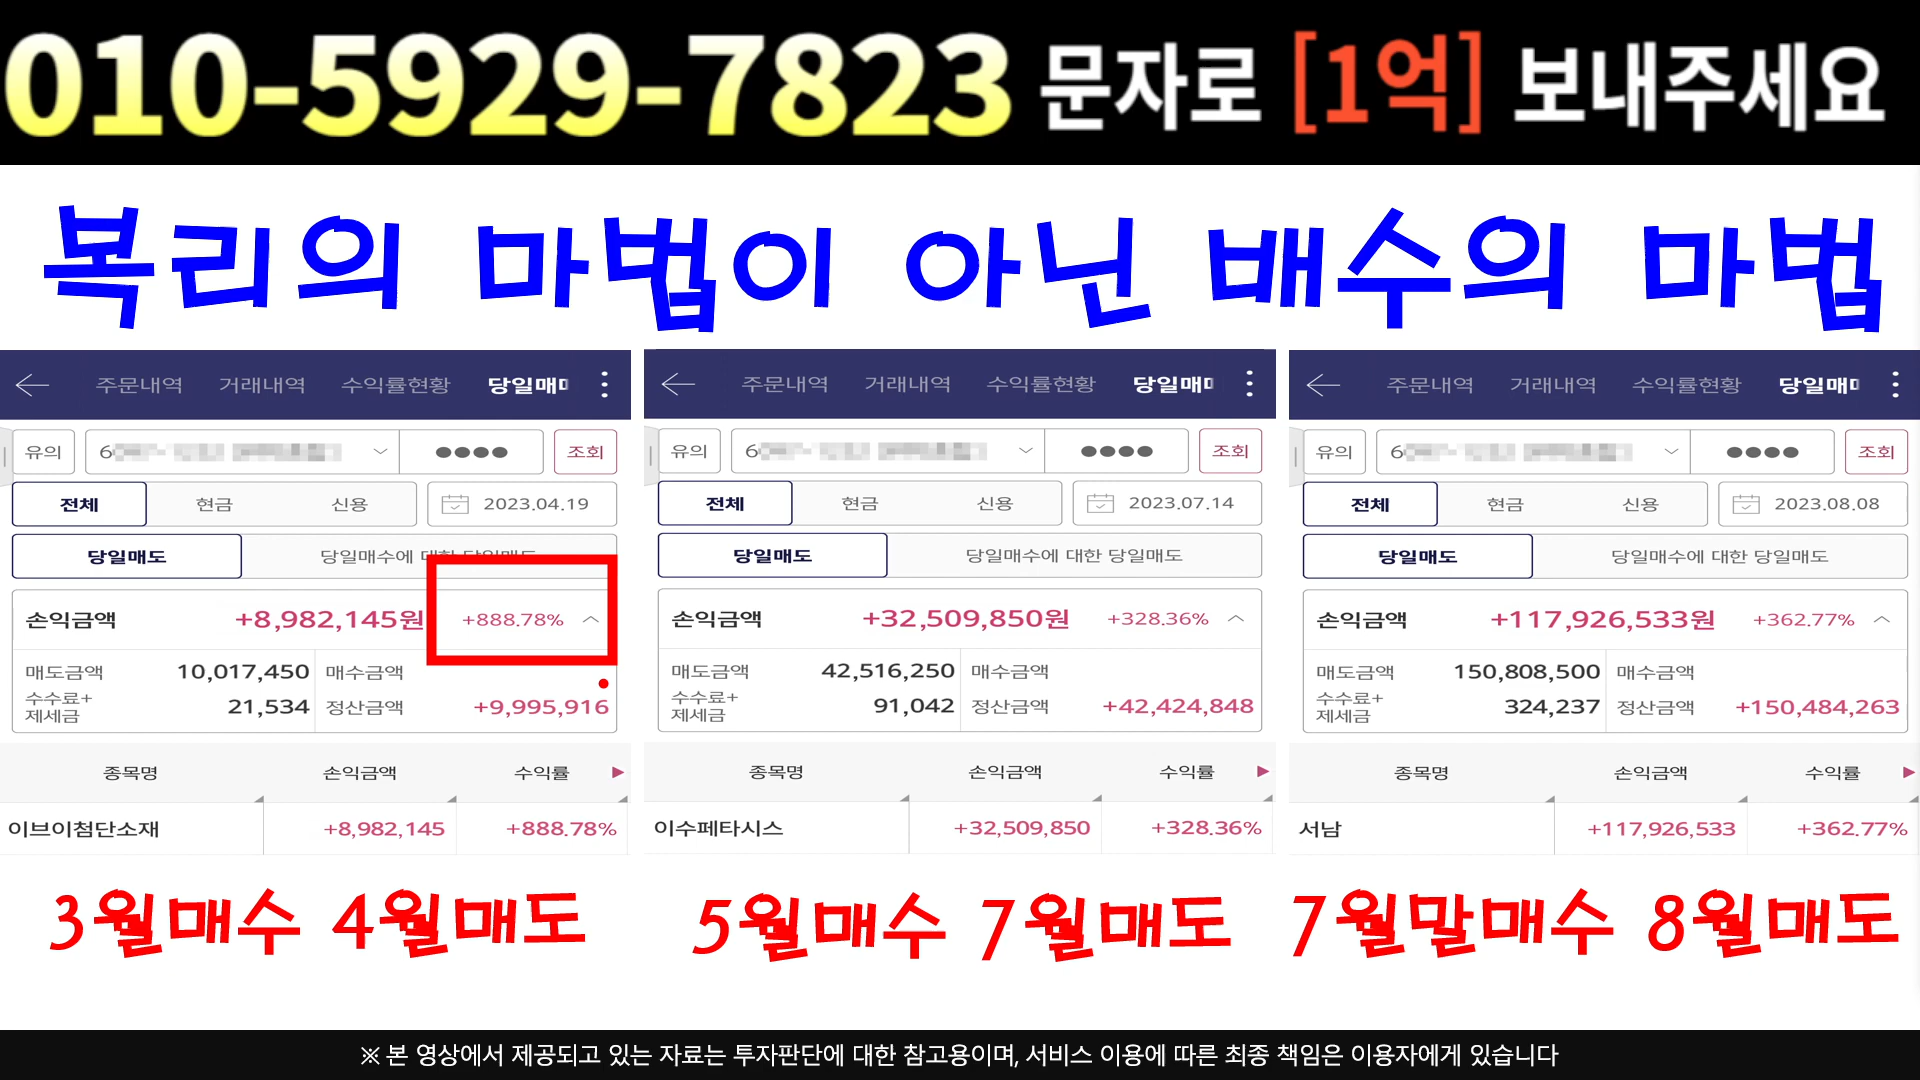 010-5929-7823 문자로 [1억] 보내주세요
복리의 마법이 아닌 배수의 마법
주문내역 거래내역 수익률현황 당일매
유의 6 ●●●● 조회
전체 현금 신용 2023.04.19
당일매도 당일매수에 대한 당일매도
손익금액 +8,982,145원 +888.78%
매도금액 10,017,450 매수금액
수수료+
제세금 21,534 정산금액 +9,995,916
종목명 손익금액 수익률
이브이첨단소재 +8,982,145 +888.78%
3월매수 4월매도
주문내역 거래내역 수익률현황 당일매
유의 6 ●●●● 조회
전체 현금 신용 2023.07.14
당일매도 당일매수에 대한 당일매도
손익금액 +32,509,850원 +328.36%
매도금액 42,516,250 매수금액
수수료+
제세금 91,042 정산금액 +42,424,848
종목명 손익금액 수익률
이수페타시스 +32,509,850 +328.36%
5월매수 7월매도
주문내역 거래내역 수익률현황 당일매
유의 6 ●●●● 조회
전체 현금 신용 2023.08.08
당일매도 당일매수에 대한 당일매도
손익금액 +117,926,533원 +362.77%
매도금액 150,808,500 매수금액
수수료+
제세금 324,237 정산금액 +150,484,263
종목명 손익금액 수익률
서남 +117,926,533 +362.77%
7월말매수 8월매도
※ 본 영상에서 제공되고 있는 자료는 투자판단에 대한 참고용이며, 서비스 이용에 따른 최종 책임은 이용자에게 있습니다